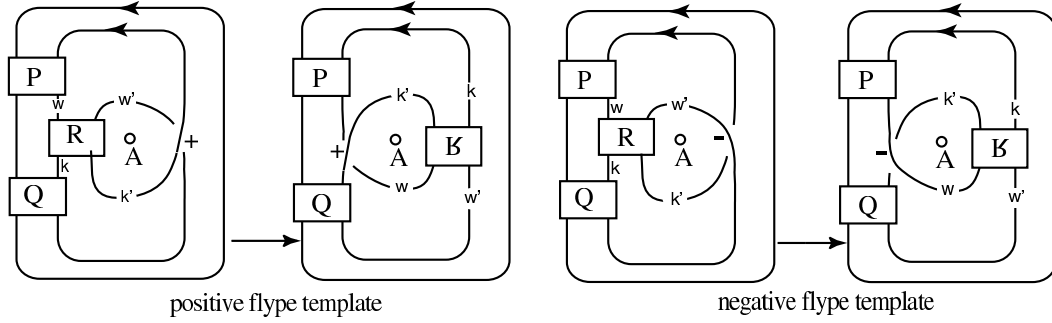 P
w
w'
R
A
+
k
Q
k'
P
k'
k
+
A
R
Q
w
w'
P
w
w'
R
A
-
k
Q
k'
P
k'
k
-
A
R
Q
w
w'
positive flype template
negative flype template